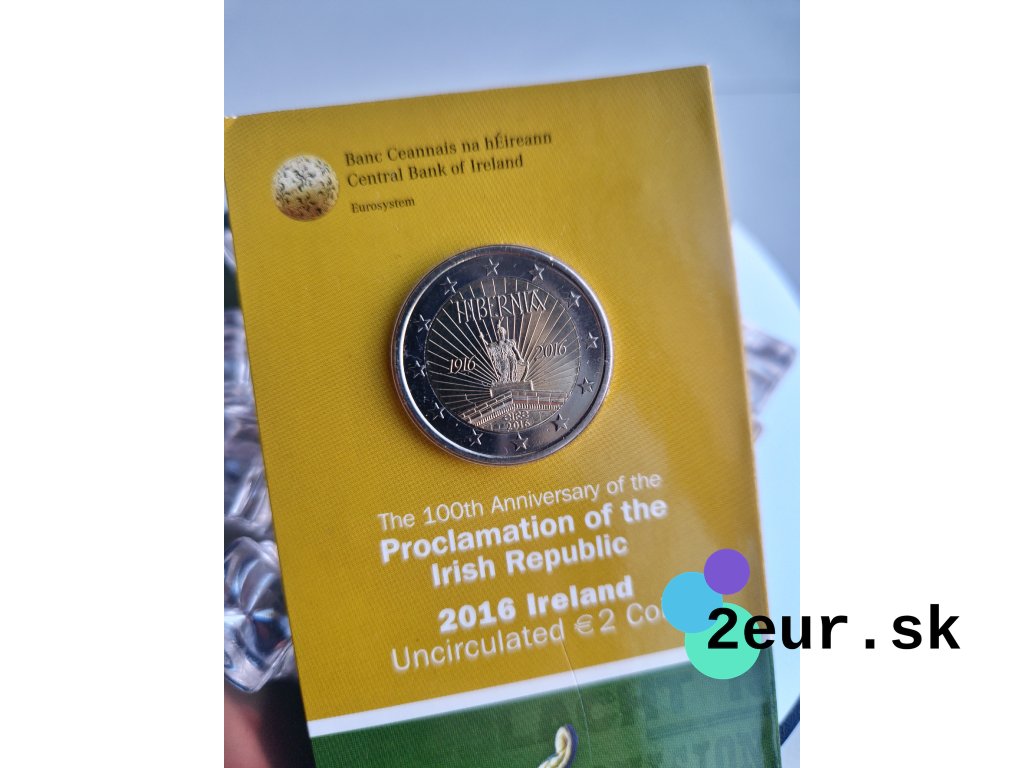 Banc Ceannais na hÉireann
Central Bank of Ireland
Eurosystem
HIBERNIA
1916 2016
éıre
2016
The 100th Anniversary of the
Proclamation of the
Irish Republic
2016 Ireland
Uncirculated €2
2eur.sk